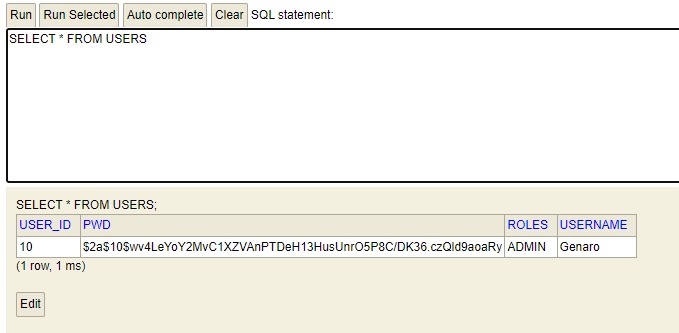 Run Run Selected Auto complete Clear SQL statement:
SELECT * FROM USERS
SELECT * FROM USERS;
USER_ID PWD ROLES USERNAME
10 $2a$10$wv4LeYoY2MvC1XZVAnPTDeH13HusUnrO5P8C/DK36.czQld9aoaRy ADMIN Genaro
(1 row, 1 ms)
Edit